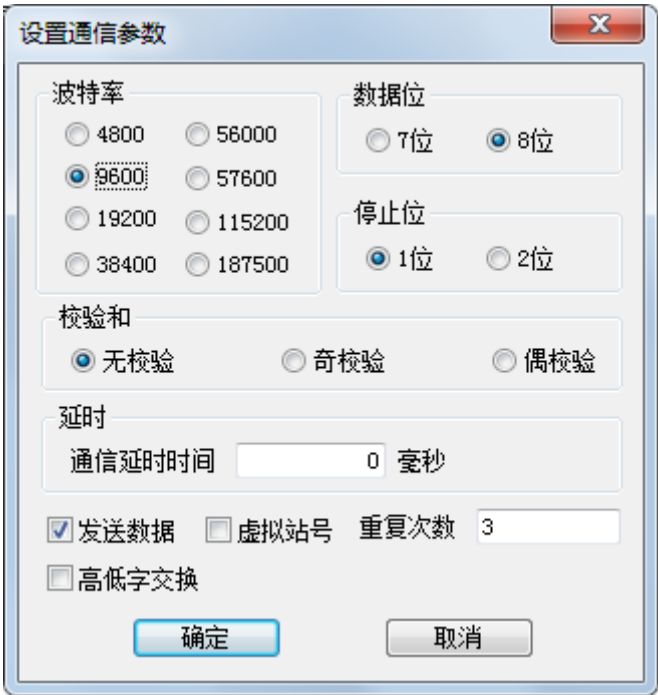 设置通信参数
波特率
4800 56000
9600 57600
19200 115200
38400 187500
数据位
7位 8位
停止位
1位 2位
校验和
无校验 奇校验 偶校验
延时
通信延时时间 0 毫秒
发送数据 虚拟站号 重复次数 3
高低字交换
确定 取消